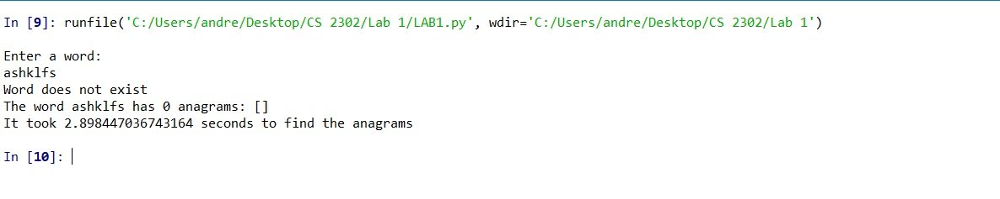 In [9]: runfile('C:/Users/andre/Desktop/CS 2302/Lab 1/LAB1.py', wdir='C:/Users/andre/Desktop/CS 2302/Lab 1')
Enter a word:
ashklfs
Word does not exist
The word ashklfs has 0 anagrams: []
It took 2.898447036743164 seconds to find the anagrams
In [10]: